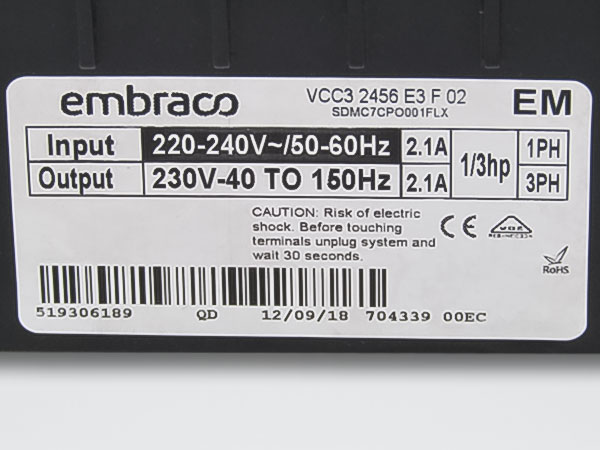 embraco VCC3 2456 E3 F 02 EM
SDMC7CPO001FLX
Input 220-240V~/50-60Hz 2.1A 1/3hp 1PH
Output 230V-40 TO 150Hz 2.1A 3PH
CAUTION: Risk of electric
shock. Before touching
terminals unplug system and
wait 30 seconds.
CE
RoHS
519306189 QD 12/09/18 704339 00EC